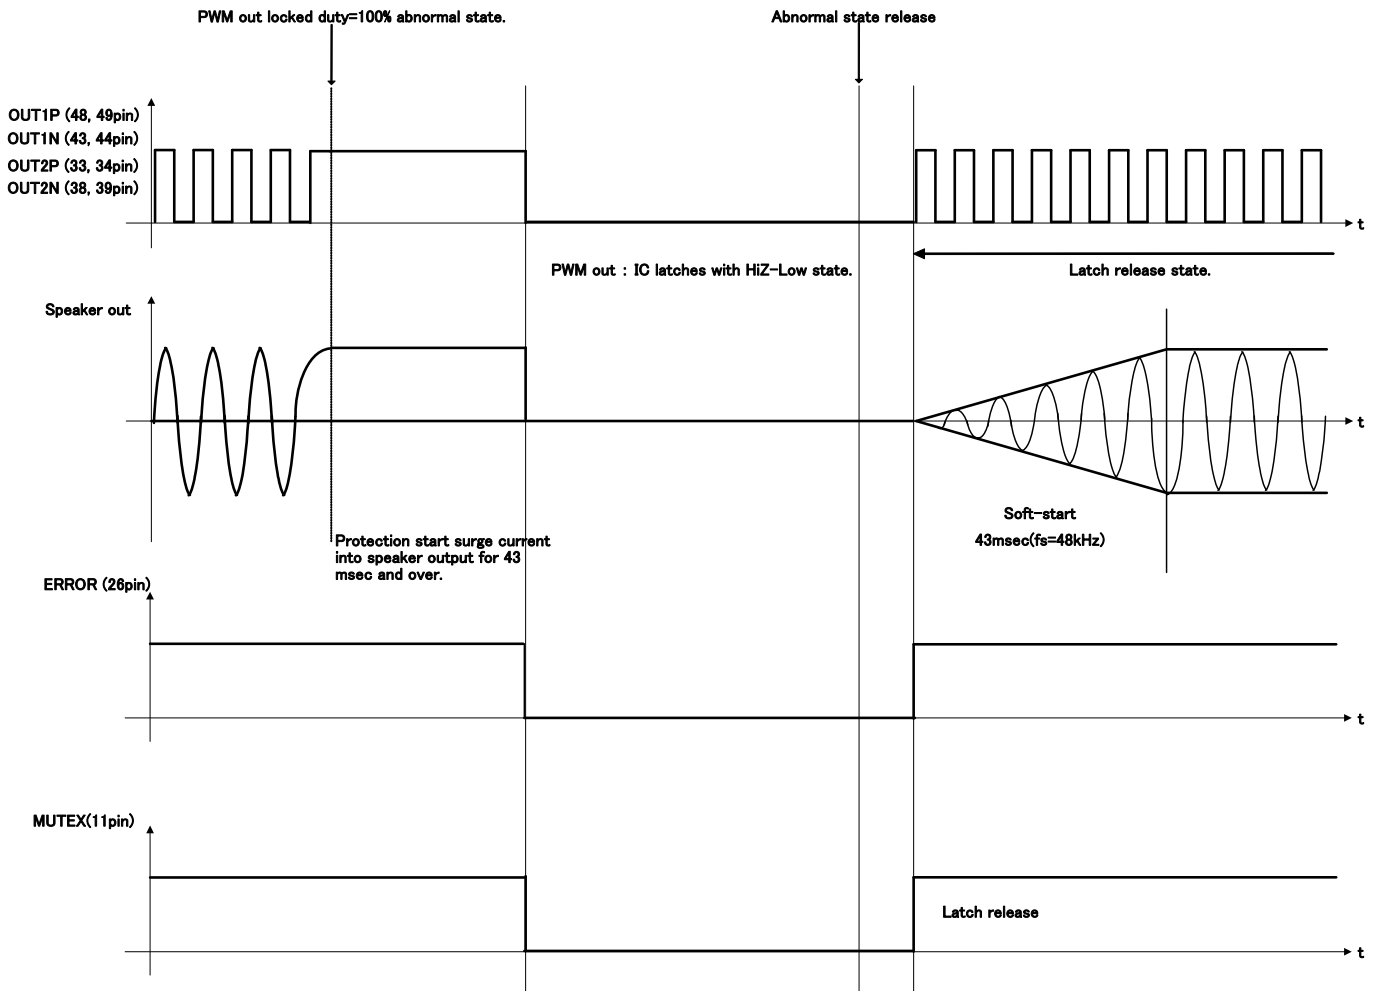 PWM out locked duty=100% abnormal state.
Abnormal state release
OUT1P (48, 49pin)
OUT1N (43, 44pin)
OUT2P (33, 34pin)
OUT2N (38, 39pin)
t
PWM out : IC latches with HiZ-Low state.
Latch release state.
Speaker out
t
Soft-start
43msec(fs=48kHz)
Protection start surge current
into speaker output for 43
msec and over.
ERROR (26pin)
t
MUTEX(11pin)
Latch release
t